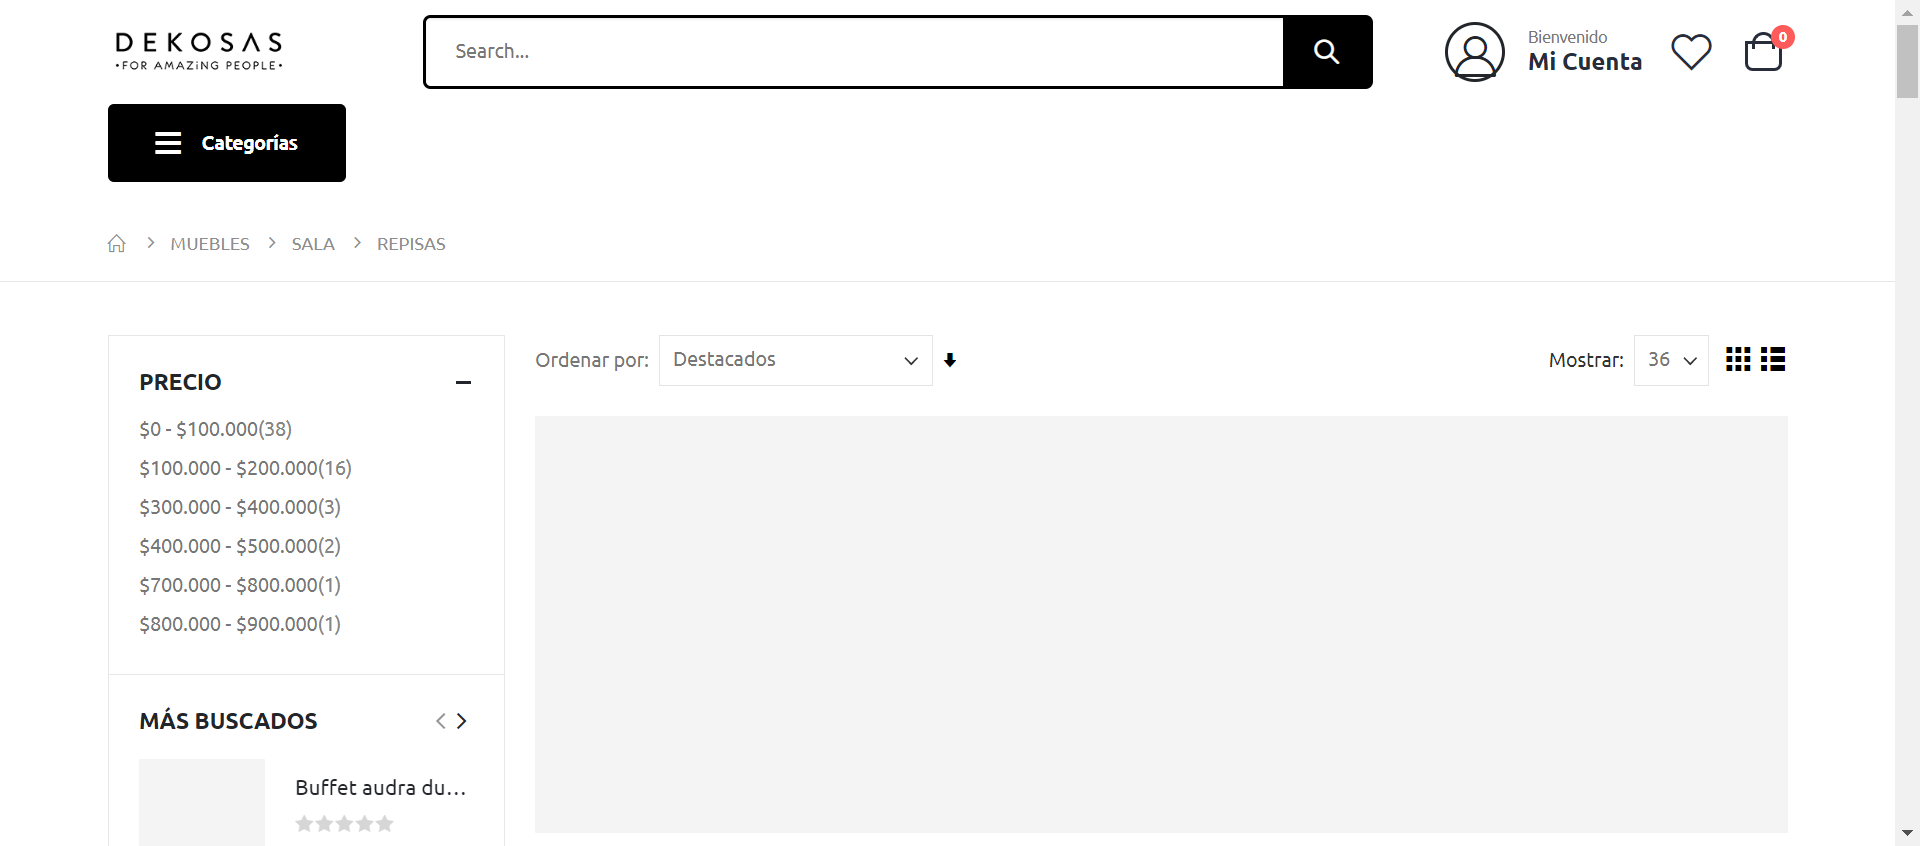 DEKOSAS
•FOR AMAZiNG PEOPLE•
Search...
Bienvenido
Mi Cuenta
0
Categorías
MUEBLES
SALA
REPISAS
PRECIO
$0 - $100.000(38)
$100.000 - $200.000(16)
$300.000 - $400.000(3)
$400.000 - $500.000(2)
$700.000 - $800.000(1)
$800.000 - $900.000(1)
MÁS BUSCADOS
Buffet audra du...
Ordenar por:
Destacados
Mostrar:
36